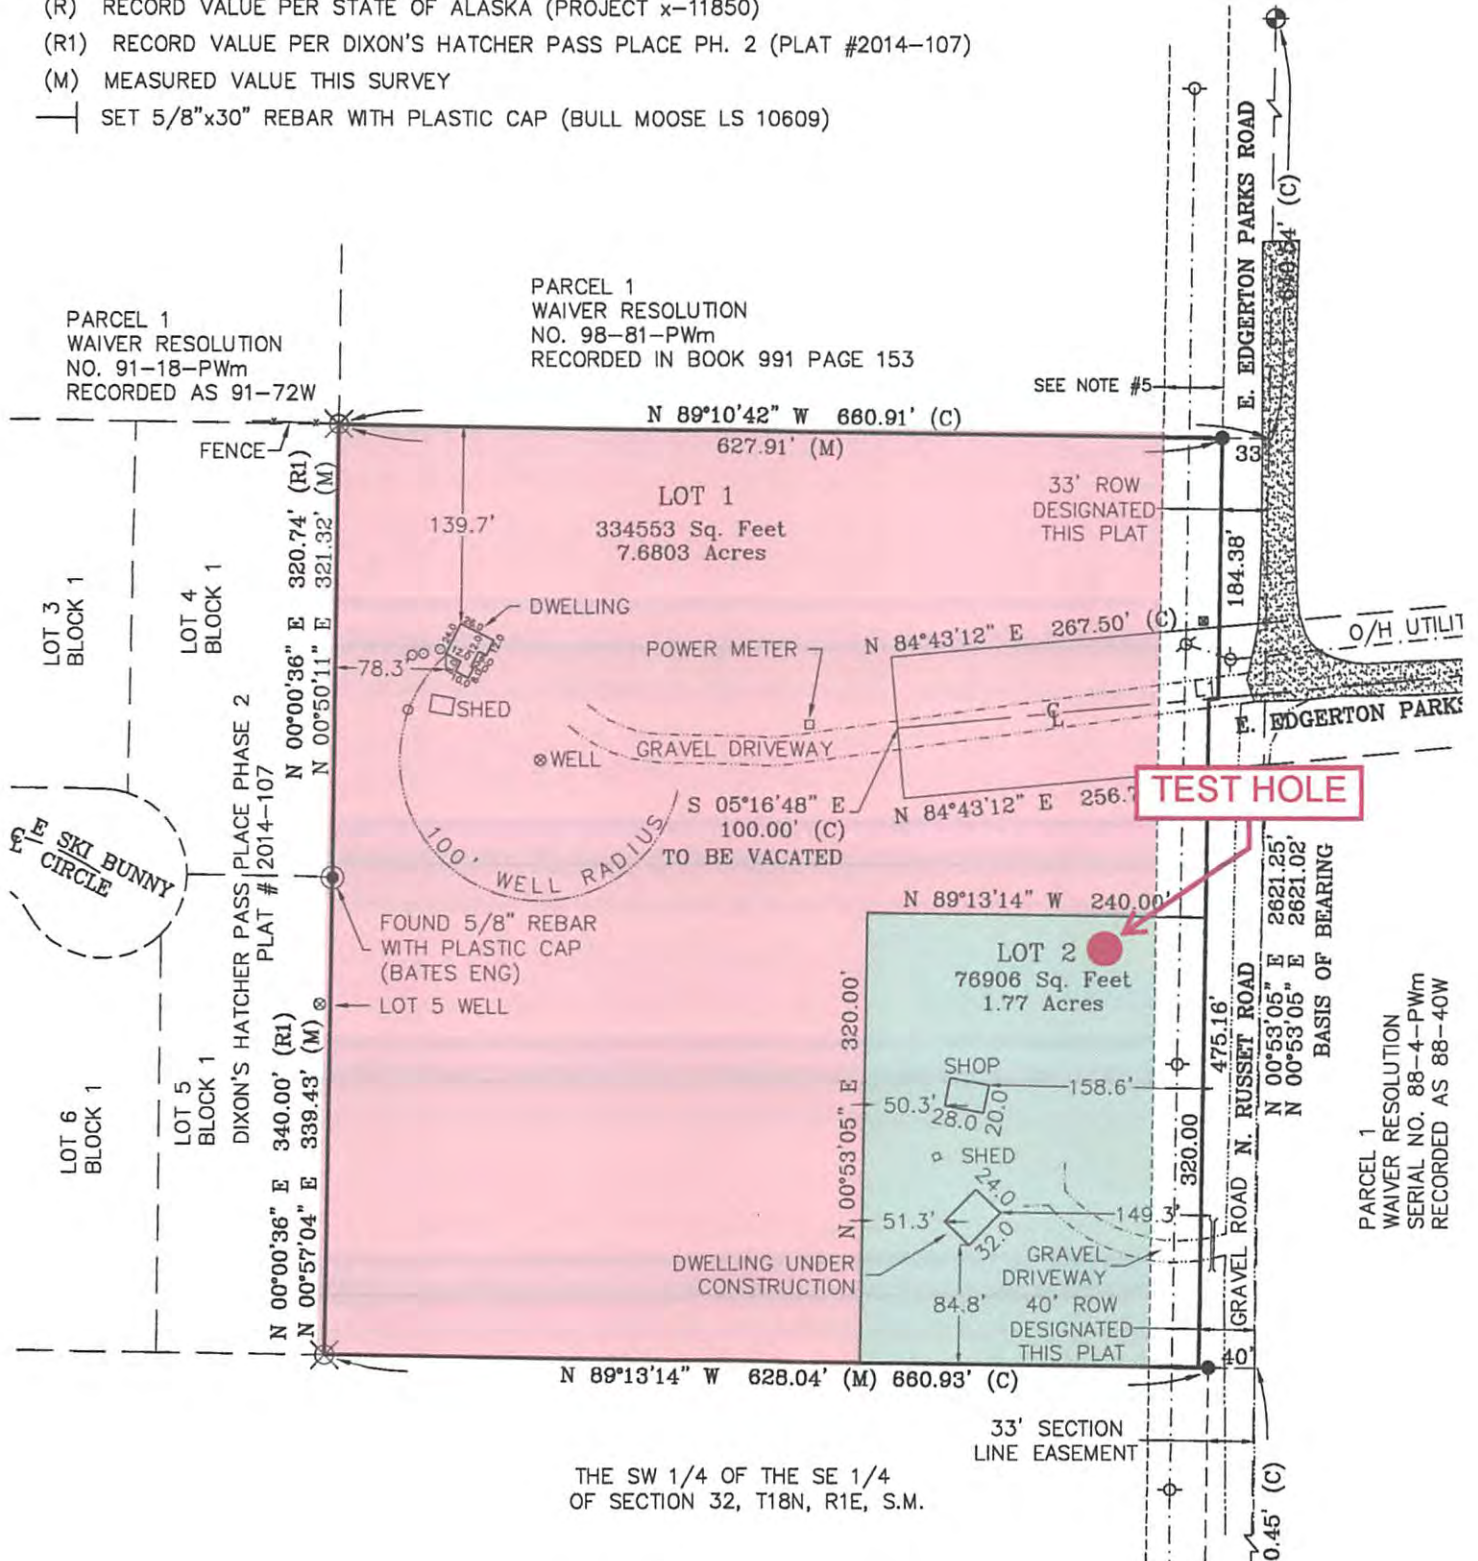 (R) RECORD VALUE PER STATE OF ALASKA (PROJECT x-11850)
(R1) RECORD VALUE PER DIXON'S HATCHER PASS PLACE PH. 2 (PLAT #2014-107)
(M) MEASURED VALUE THIS SURVEY
SET 5/8"x30" REBAR WITH PLASTIC CAP (BULL MOOSE LS 10609)
E. EDGERTON PARKS ROAD
PARCEL 1
WAIVER RESOLUTION
NO. 91-18-PWm
RECORDED AS 91-72W
PARCEL 1
WAIVER RESOLUTION
NO. 98-81-PWm
RECORDED IN BOOK 991 PAGE 153
SEE NOTE #5
FENCE
N 89°10'42" W 660.91' (C)
627.91' (M)
33'
LOT 1
334553 Sq. Feet
7.6803 Acres
33' ROW
DESIGNATED
THIS PLAT
184.38'
139.7'
N 00°00'36" E 320.74' (R1)
N 00°50'11" E 321.32' (M)
LOT 3
BLOCK 1
LOT 4
BLOCK 1
DWELLING
78.3'
SHED
WELL
POWER METER
GRAVEL DRIVEWAY
N 84°43'12" E 267.50' (C)
O/H UTILIT
E. EDGERTON PARKS
℄
N 84°43'12" E 256.7
S 05°16'48" E
100.00' (C)
TO BE VACATED
TEST HOLE
100' WELL RADIUS
℄ E SKI BUNNY
CIRCLE
DIXON'S HATCHER PASS PLACE PHASE 2
PLAT #2014-107
FOUND 5/8" REBAR
WITH PLASTIC CAP
(BATES ENG)
LOT 5 WELL
N 89°13'14" W 240.00'
LOT 2
76906 Sq. Feet
1.77 Acres
N 00°53'05" E 320.00'
475.16'
320.00
GRAVEL ROAD N. RUSSET ROAD
N 00°53'05" E 2621.25'
N 00°53'05" E 2621.02'
BASIS OF BEARING
PARCEL 1
WAIVER RESOLUTION
SERIAL NO. 88-4-PWm
RECORDED AS 88-40W
LOT 6
BLOCK 1
LOT 5
BLOCK 1
N 00°00'36" E 340.00' (R1)
N 00°57'04" E 339.43' (M)
SHOP
158.6'
50.3'
28.0
20.0
SHED
24.0
51.3'
32.0
149.3'
DWELLING UNDER
CONSTRUCTION
GRAVEL
DRIVEWAY
84.8'
40' ROW
DESIGNATED
THIS PLAT
40'
N 89°13'14" W 628.04' (M) 660.93' (C)
33' SECTION
LINE EASEMENT
THE SW 1/4 OF THE SE 1/4
OF SECTION 32, T18N, R1E, S.M.
0.45' (C)